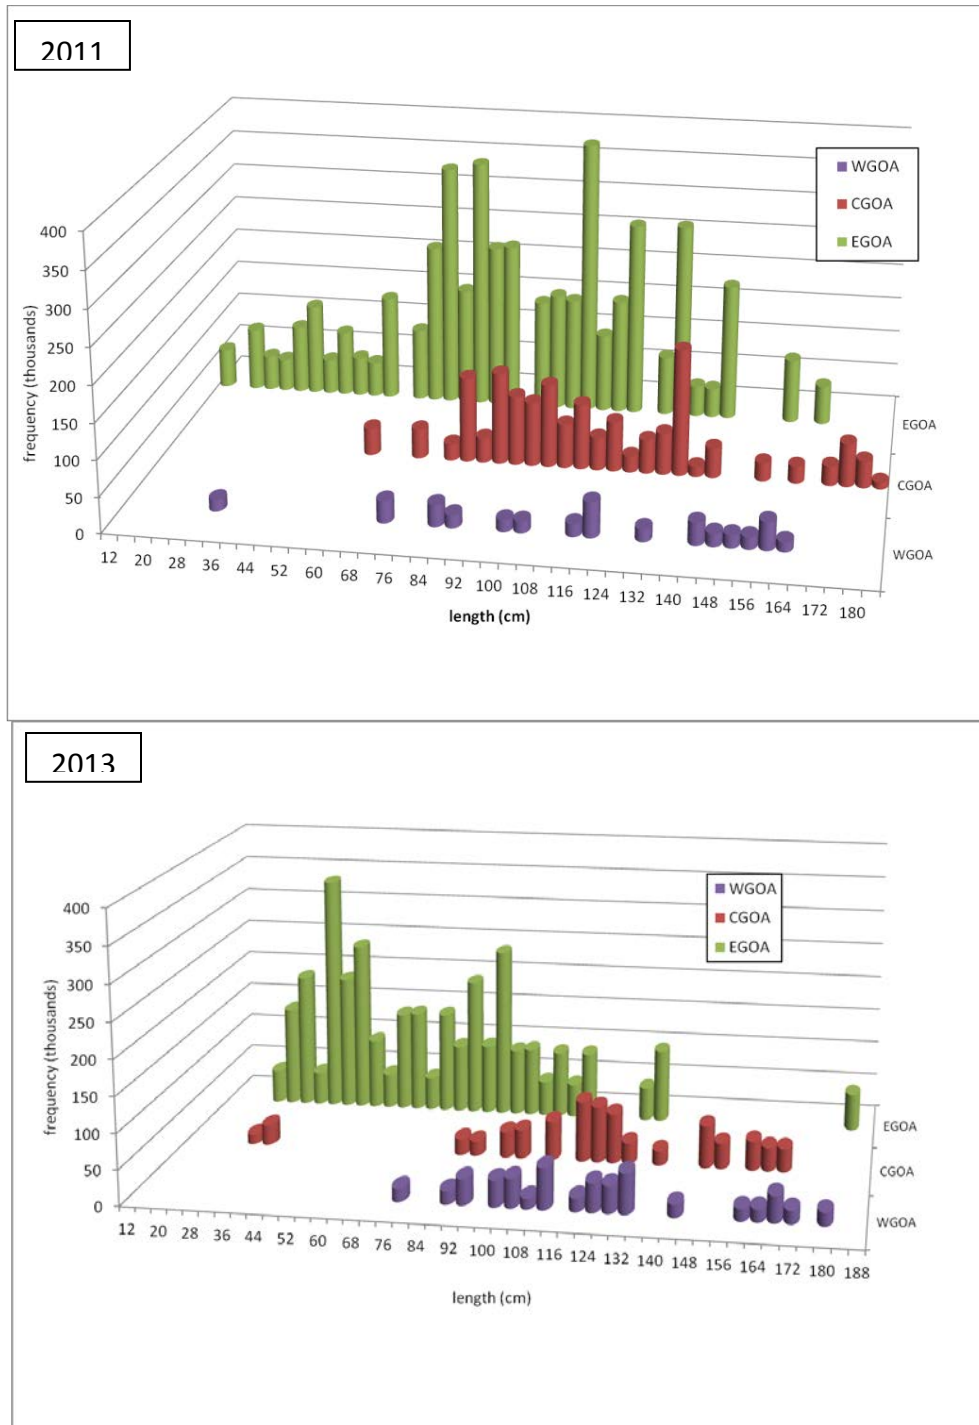 2011
WGOA
CGOA
EGOA
400
350
300
250
200
150
100
50
0
frequency (thousands)
EGOA
CGOA
WGOA
12 20 28 36 44 52 60 68 76 84 92 100 108 116 124 132 140 148 156 164 172 180
length (cm)
2013
WGOA
CGOA
EGOA
400
350
300
250
200
150
100
50
0
frequency (thousands)
EGOA
CGOA
WGOA
12 20 28 36 44 52 60 68 76 84 92 100 108 116 124 132 140 148 156 164 172 180 188
length (cm)